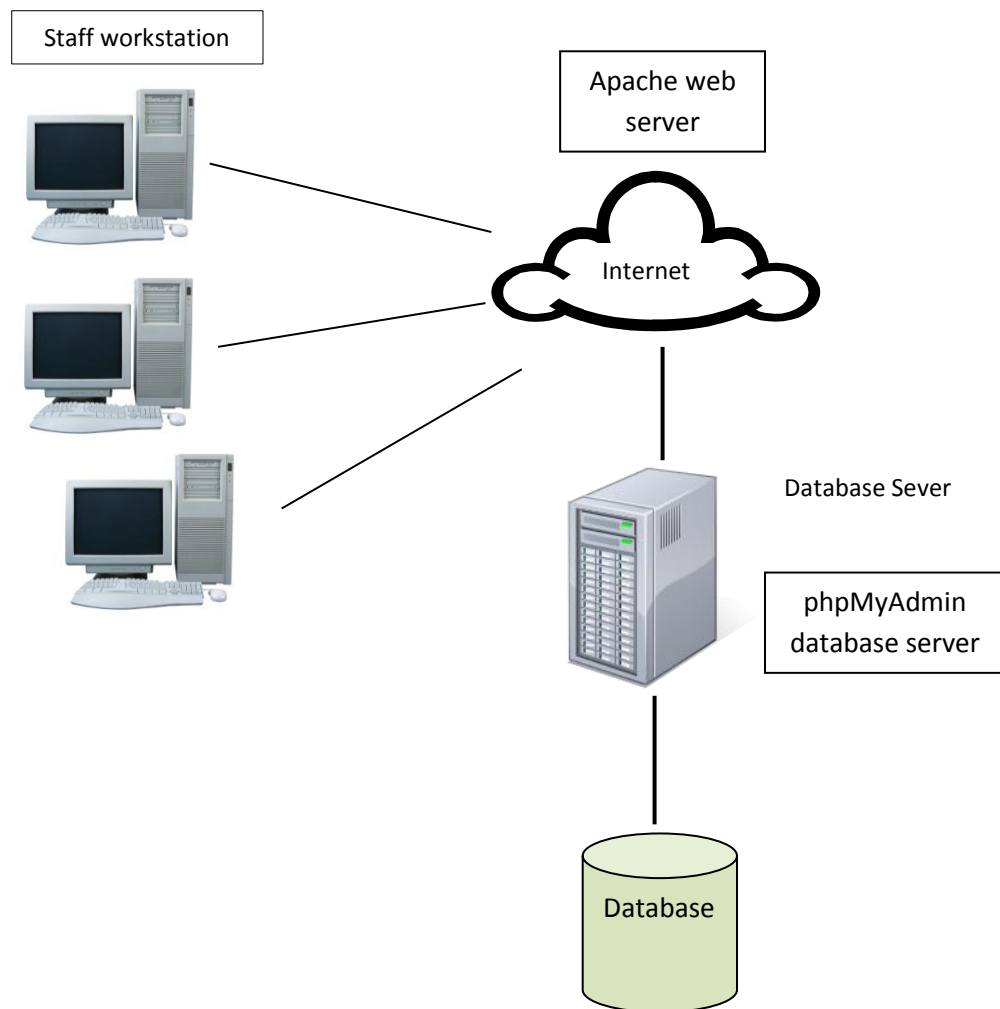 Staff workstation
Apache web
server
Internet
Database Sever
phpMyAdmin
database server
Database